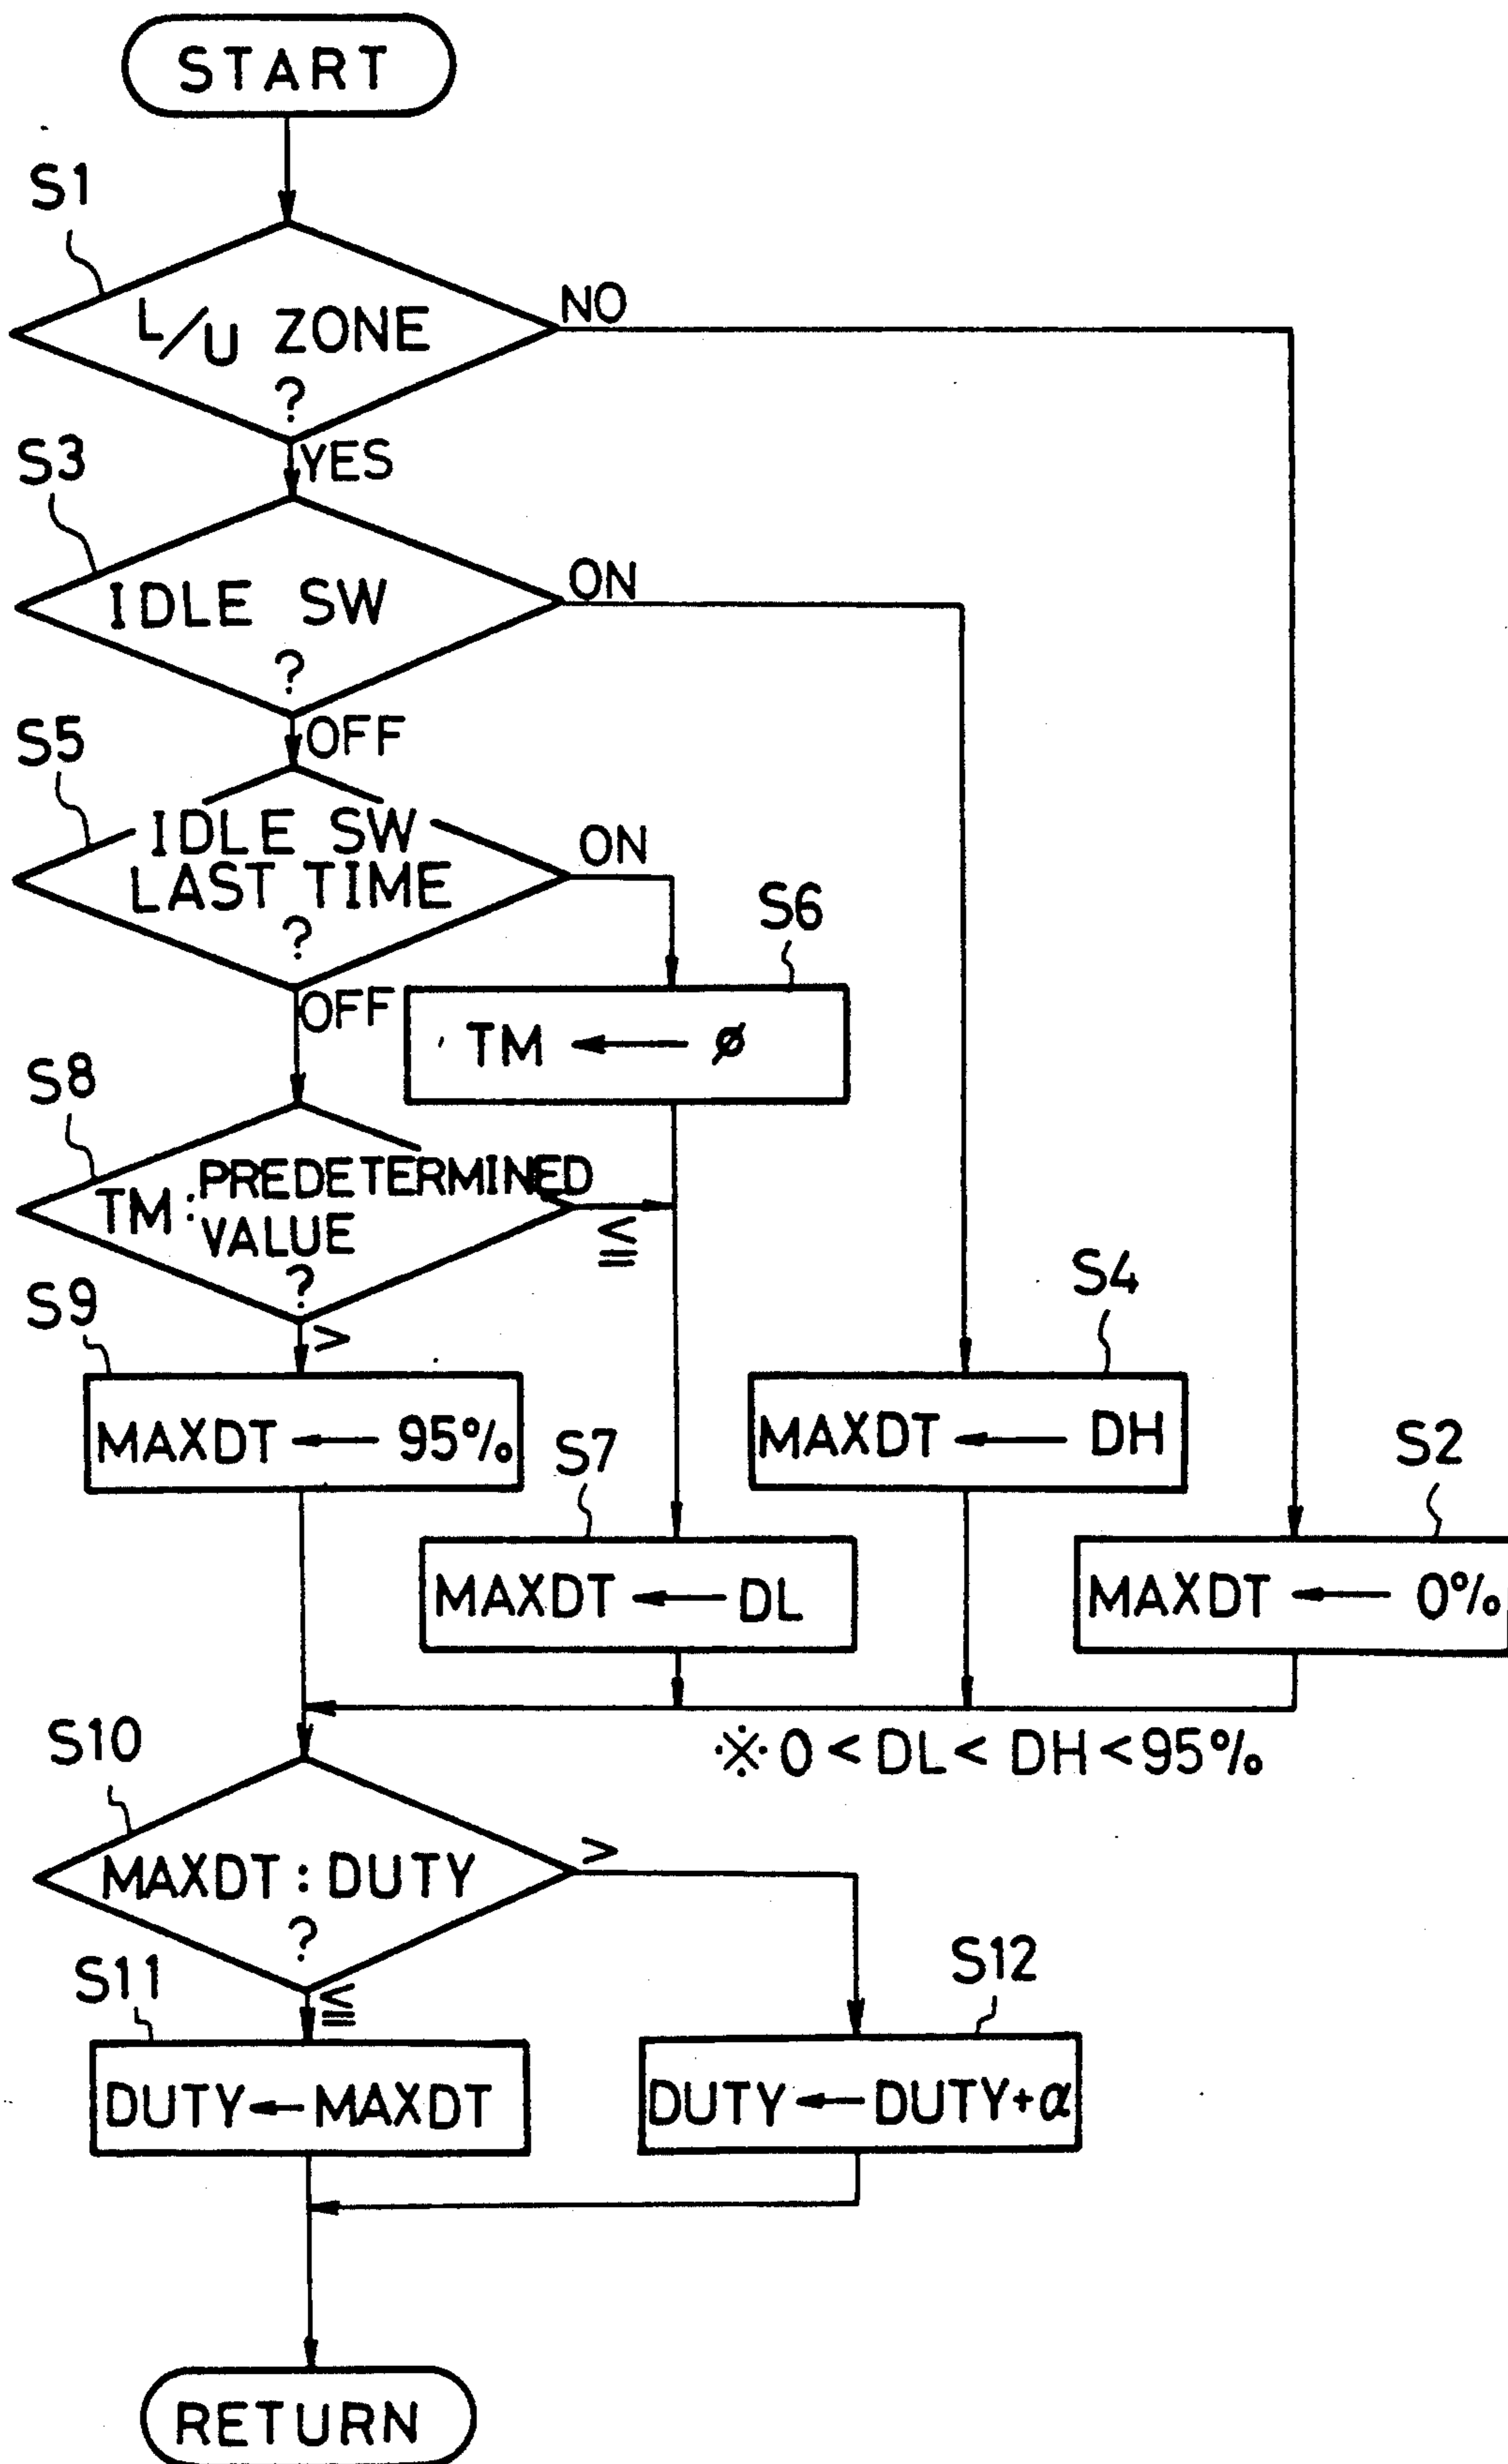 START
S1
L/U ZONE
?
NO
YES
S3
IDLE SW
?
ON
OFF
S5
IDLE SW
LAST TIME
?
ON
OFF
S6
TM ← ø
S8
TM : PREDETERMINED
VALUE
?
≦
>
S9
MAXDT ← 95%
S7
MAXDT ← DL
S4
MAXDT ← DH
S2
MAXDT ← 0%
※ 0 < DL < DH < 95%
S10
MAXDT : DUTY
?
>
≦
S11
DUTY ← MAXDT
S12
DUTY ← DUTY+α
RETURN